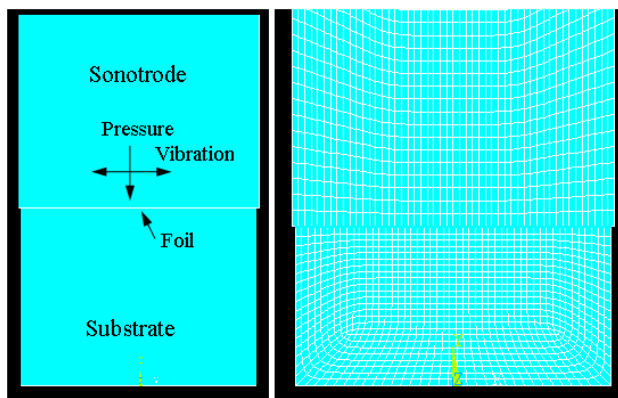 Sonotrode
Pressure
Vibration
Foil
Substrate
Z